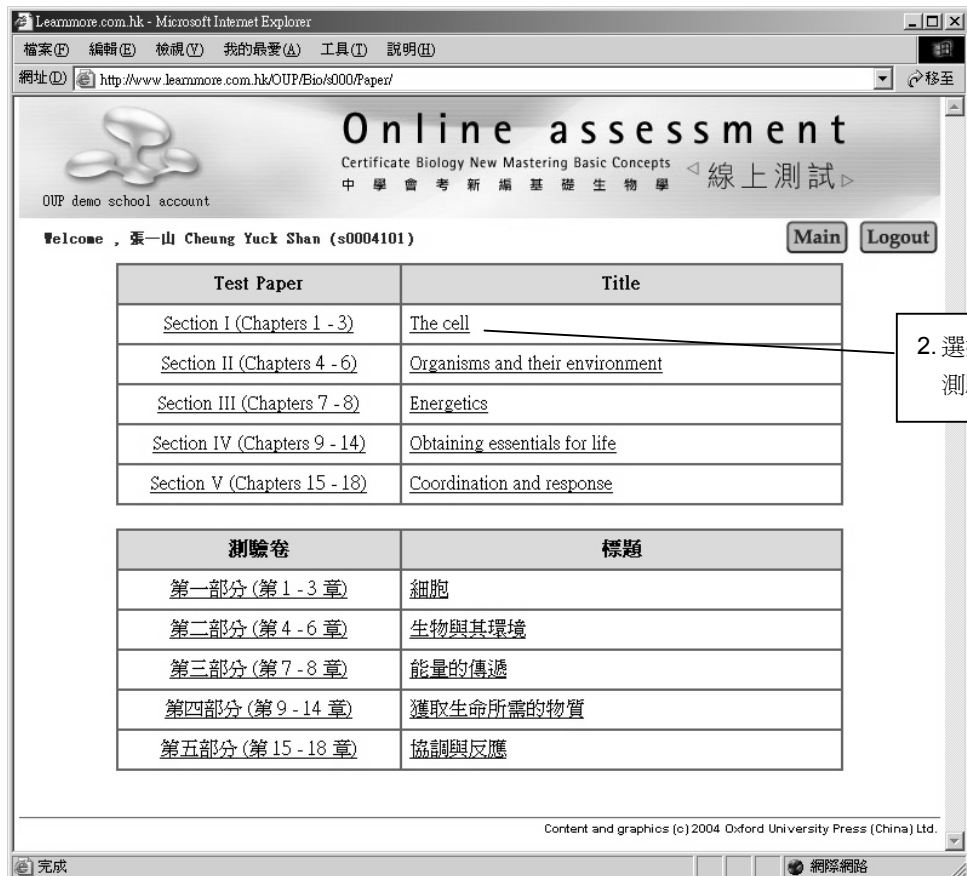 Learnmore.com.hk - Microsoft Internet Explorer
檔案(F) 編輯(E) 檢視(V) 我的最愛(A) 工具(T) 說明(H)
網址(D) http://www.learnmore.com.hk/OUP/Bio/s000/Paper/ 移至
Online assessment
Certificate Biology New Mastering Basic Concepts
中學會考新編基礎生物學 線上測試
OUP demo school account
Welcome , 張一山 Cheung Yuck Shan (s0004101) Main Logout
Test Paper Title
Section I (Chapters 1 - 3) The cell
Section II (Chapters 4 - 6) Organisms and their environment
Section III (Chapters 7 - 8) Energetics
Section IV (Chapters 9 - 14) Obtaining essentials for life
Section V (Chapters 15 - 18) Coordination and response
2. 選
測
測驗卷 標題
第一部分 (第 1 - 3 章) 細胞
第二部分 (第 4 - 6 章) 生物與其環境
第三部分 (第 7 - 8 章) 能量的傳遞
第四部分 (第 9 - 14 章) 獲取生命所需的物質
第五部分 (第 15 - 18 章) 協調與反應
Content and graphics (c) 2004 Oxford University Press (China) Ltd.
完成 網際網路